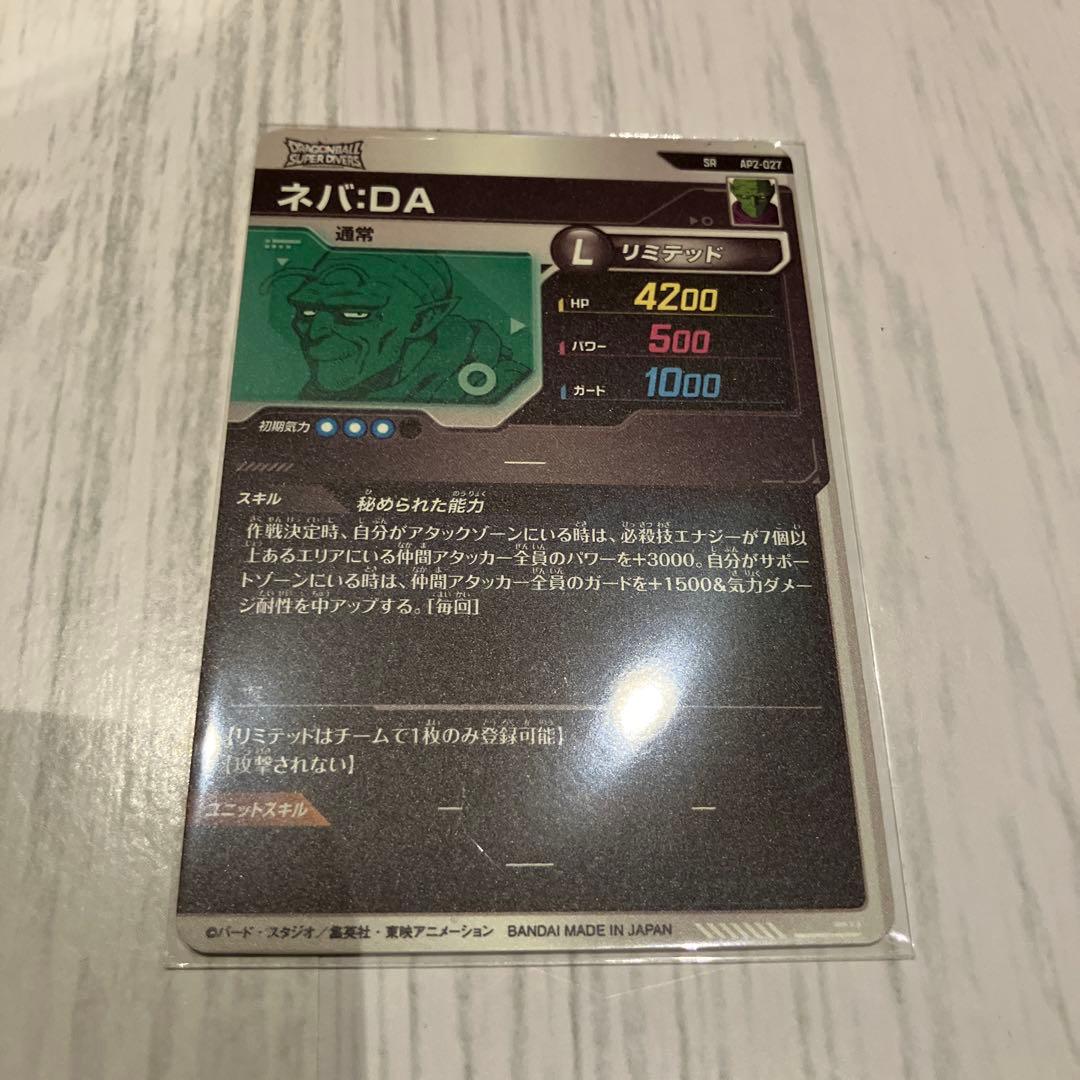 DRAGONBALL
SUPER DIVERS
SR AP2-027
ネバ:DA
通常
L リミテッド
HP 4200
パワー 500
ガード 1000
初期気力
スキル 秘められた能力
作戦決定時、自分がアタックゾーンにいる時は、必殺技エナジーが7個以
上あるエリアにいる仲間アタッカー全員のパワーを+3000。自分がサポー
トゾーンにいる時は、仲間アタッカー全員のガードを+1500&気力ダメー
ジ耐性を中アップする。[毎回]
【リミテッドはチームで1枚のみ登録可能】
【攻撃されない】
ユニットスキル
©バード・スタジオ/集英社・東映アニメーション BANDAI MADE IN JAPAN